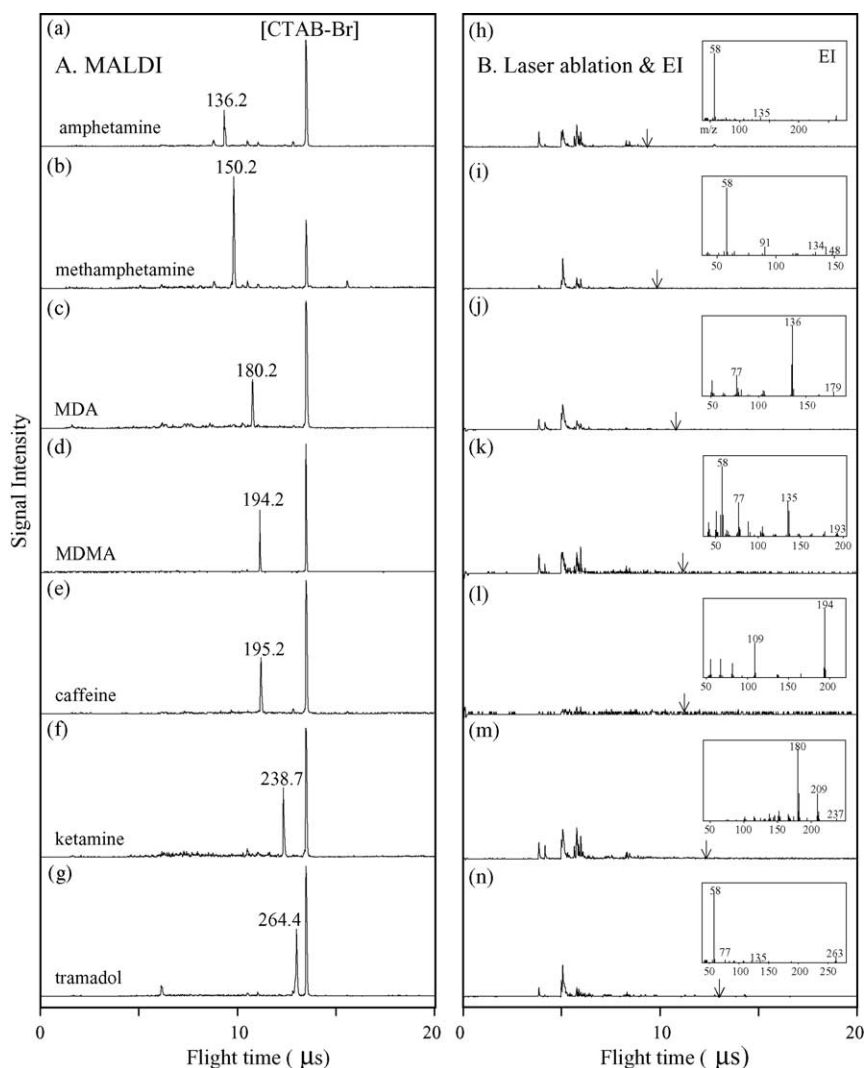 (a)
[CTAB-Br]
A. MALDI
136.2
amphetamine
(b)
150.2
methamphetamine
(c)
180.2
MDA
(d)
194.2
MDMA
(e)
195.2
caffeine
(f)
238.7
ketamine
(g)
264.4
tramadol
Signal Intensity
0 10 20
Flight time ( μs)
(h)
B. Laser ablation & EI
58
EI
135
m/z 100 200
(i)
58
91
134
148
50 100 150
(j)
136
77
179
50 100 150
(k)
58
77
135
193
50 100 150 200
(l)
194
109
50 100 150 200
(m)
180
209
237
50 100 150 200
(n)
58
77
135
263
50 100 150 200 250
0 10 20
Flight time ( μs)